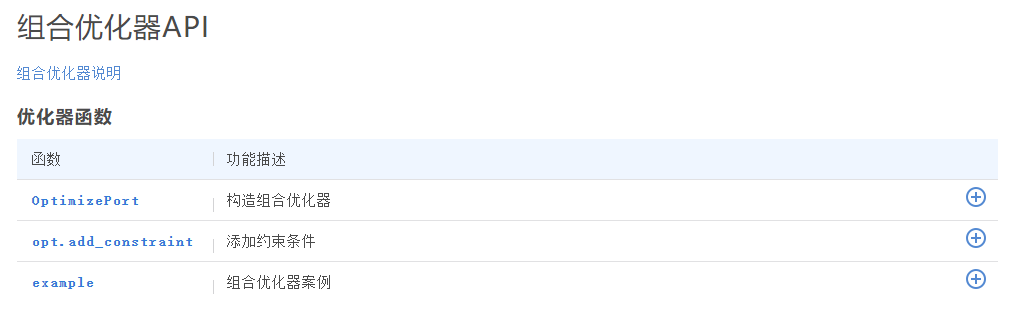 组合优化器API
组合优化器说明
优化器函数
函数 功能描述
OptimizePort 构造组合优化器
opt.add_constraint 添加约束条件
example 组合优化器案例